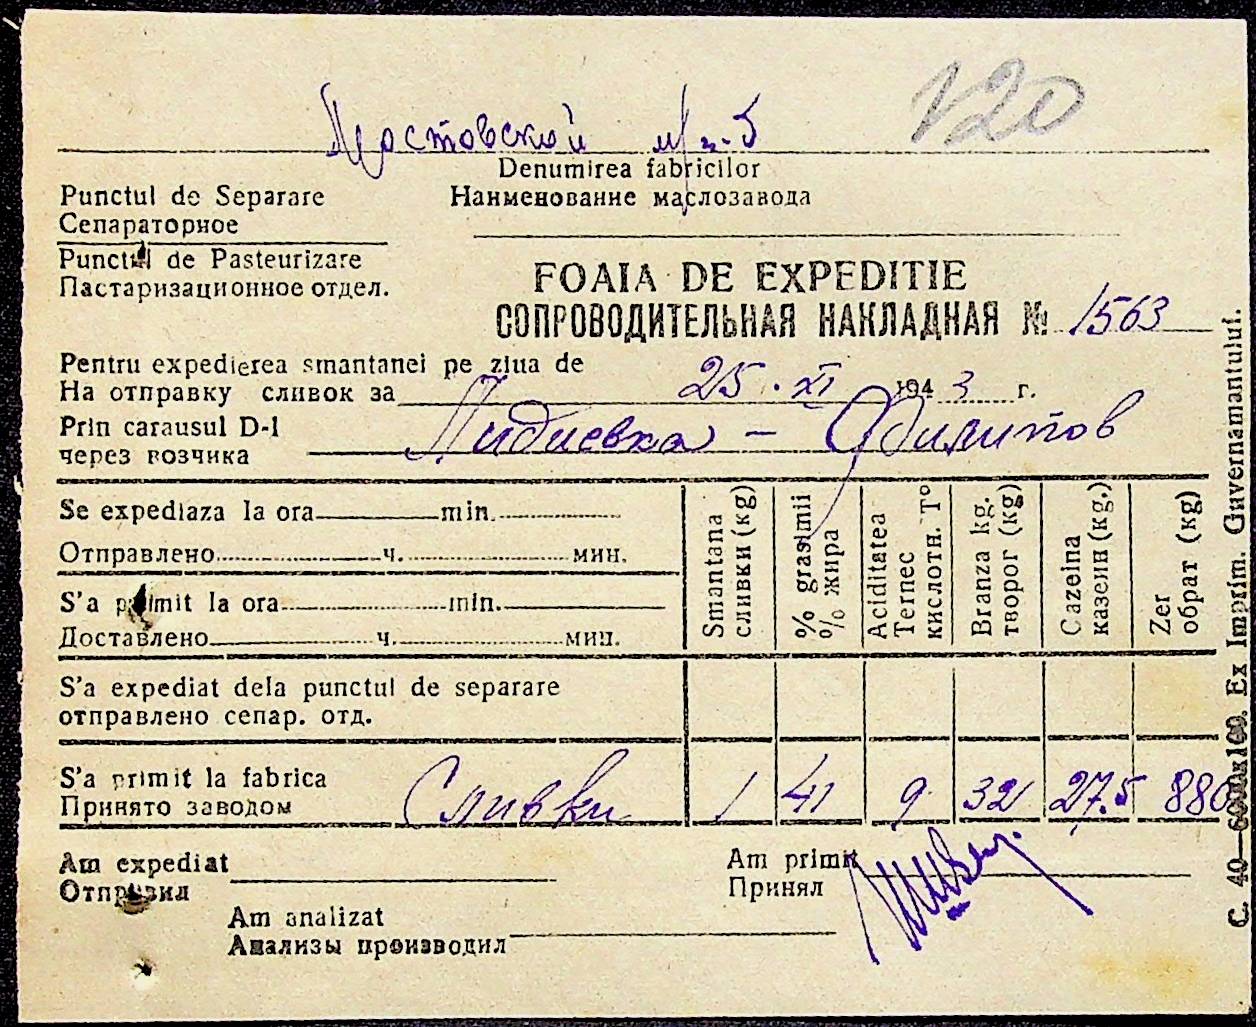 120
Denumirea fabricilor
Наименование маслозавода
Punctul de Separare
Сепараторное
Punctul de Pasteurizare
Пастаризационное отдел.
FOAIA DE EXPEDITIE
СОПРОВОДИТЕЛЬНАЯ НАКЛАДНАЯ № 1563
Pentru expedierea smantanei pe ziua de
На отправку сливок за 25. XI 1943 г.
Prin carausul D-l
через возчика Лидиевка — Филипов
Se expediaza la ora min.
Отправлено ч. мин.
S'a primit la ora min.
Доставлено ч. мин.
Smantana сливки (kg)
% grasimii % жира
Aciditatea Ternec кислотн. T°
Branza kg. творог (kg)
Cazeina казеин (kg.)
Zer обрат (kg)
S'a expediat dela punctul de separare
отправлено сепар. отд.
S'a primit la fabrica
Принято заводом Сливки 1 41 9 32 27.5 880
Am expediat
Отправил
Am primit
Принял
Am analizat
Анализы производил
Ex Imprim. Guvernamantului.